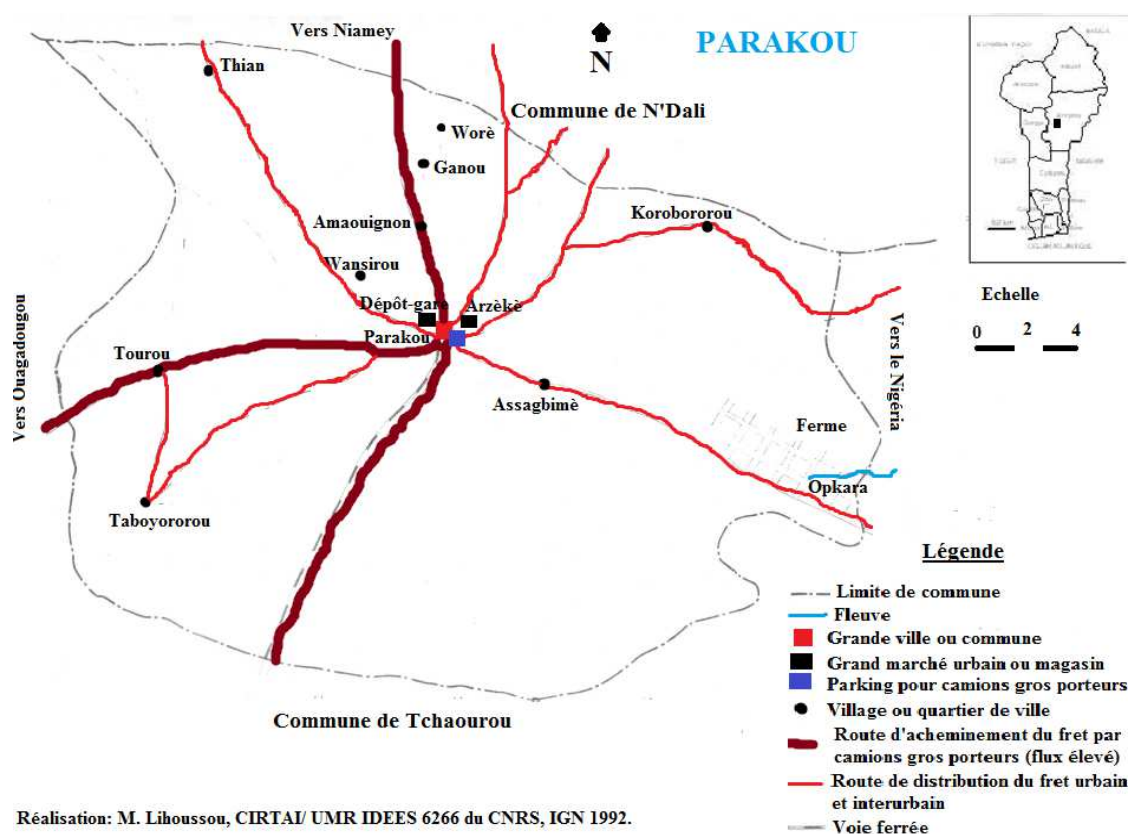 Vers Niamey
PARAKOU
N
Thian
Commune de N'Dali
Worè
Ganou
Amaouignon
Korobororou
Wansirou
Dépôt-gare
Arzèkè
Parakou
Tourou
Vers Ouagadougou
Assagbimè
Vers le Nigéria
Ferme
Opkara
Taboyororou
Commune de Tchaourou
Echelle
0 2 4
Légende
Limite de commune
Fleuve
Grande ville ou commune
Grand marché urbain ou magasin
Parking pour camions gros porteurs
Village ou quartier de ville
Route d'acheminement du fret par
camions gros porteurs (flux élevé)
Route de distribution du fret urbain
et interurbain
Voie ferrée
Réalisation: M. Lihoussou, CIRTAI/ UMR IDEES 6266 du CNRS, IGN 1992.